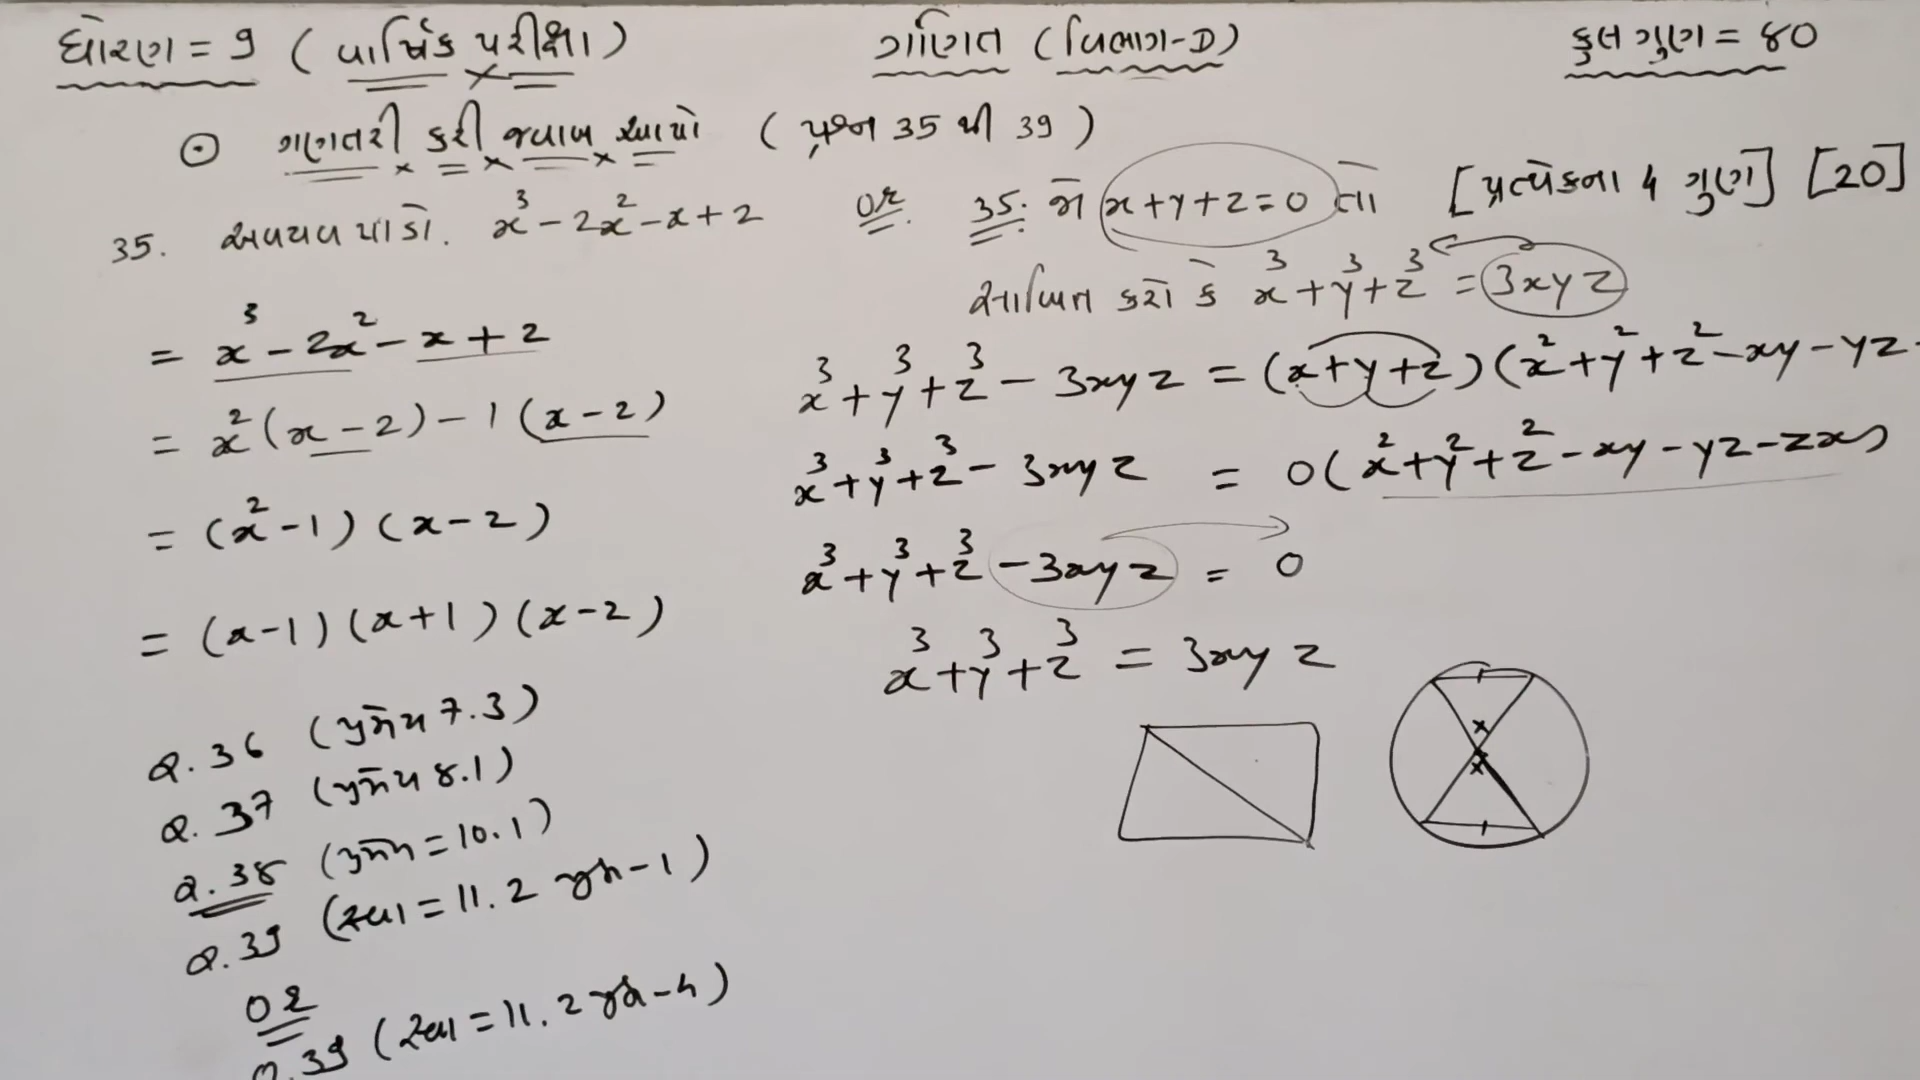 ધોરણ = 9 ( વાર્ષિક પરીક્ષા ) ગણિત ( વિભાગ-D ) કુલ ગુણ = 80
⊙ ગણતરી કરી જવાબ આપો ( પ્રશ્ન 35 થી 39 )
[પ્રત્યેકના 4 ગુણ] [20]
35. અવયવ પાડો. x³ - 2x² - x + 2 OR 35. જો x+y+z=0 તો
સાબિત કરો કે x³+y³+z³ = 3xyz
= x³ - 2x² - x + 2
= x²(x-2) - 1(x-2)
= (x²-1)(x-2)
= (x-1)(x+1)(x-2)
x³+y³+z³ - 3xyz = (x+y+z)(x²+y²+z²-xy-yz-
x³+y³+z³ - 3xyz = 0(x²+y²+z²-xy-yz-zx)
x³+y³+z³ - 3xyz = 0
x³+y³+z³ = 3xyz
Q.36 (પ્રમેય 7.3)
Q.37 (પ્રમેય 8.1)
Q.38 (પ્રમેય = 10.1)
Q.39 (સ્વા = 11.2 પ્રશ્ન-1)
OR
Q.39 (સ્વા = 11.2 પ્રશ્ન-4)